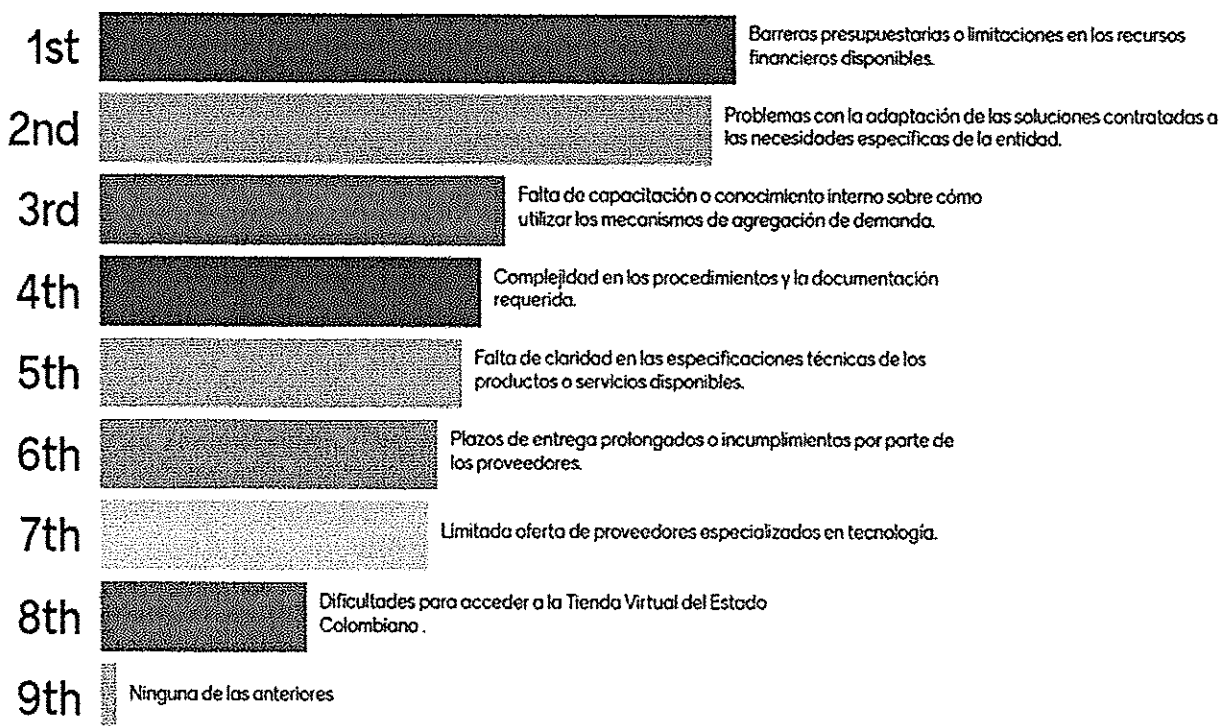 1st
Barreras presupuestarias o limitaciones en los recursos
financieros disponibles.
2nd
Problemas con la adaptación de las soluciones contratadas a
las necesidades específicas de la entidad.
3rd
Falta de capacitación o conocimiento interno sobre cómo
utilizar los mecanismos de agregación de demanda.
4th
Complejidad en los procedimientos y la documentación
requerida.
5th
Falta de claridad en las especificaciones técnicas de los
productos o servicios disponibles.
6th
Plazos de entrega prolongados o incumplimientos por parte de
los proveedores.
7th
Limitada oferta de proveedores especializados en tecnología.
8th
Dificultades para acceder a la Tienda Virtual del Estado
Colombiano .
9th
Ninguna de las anteriores